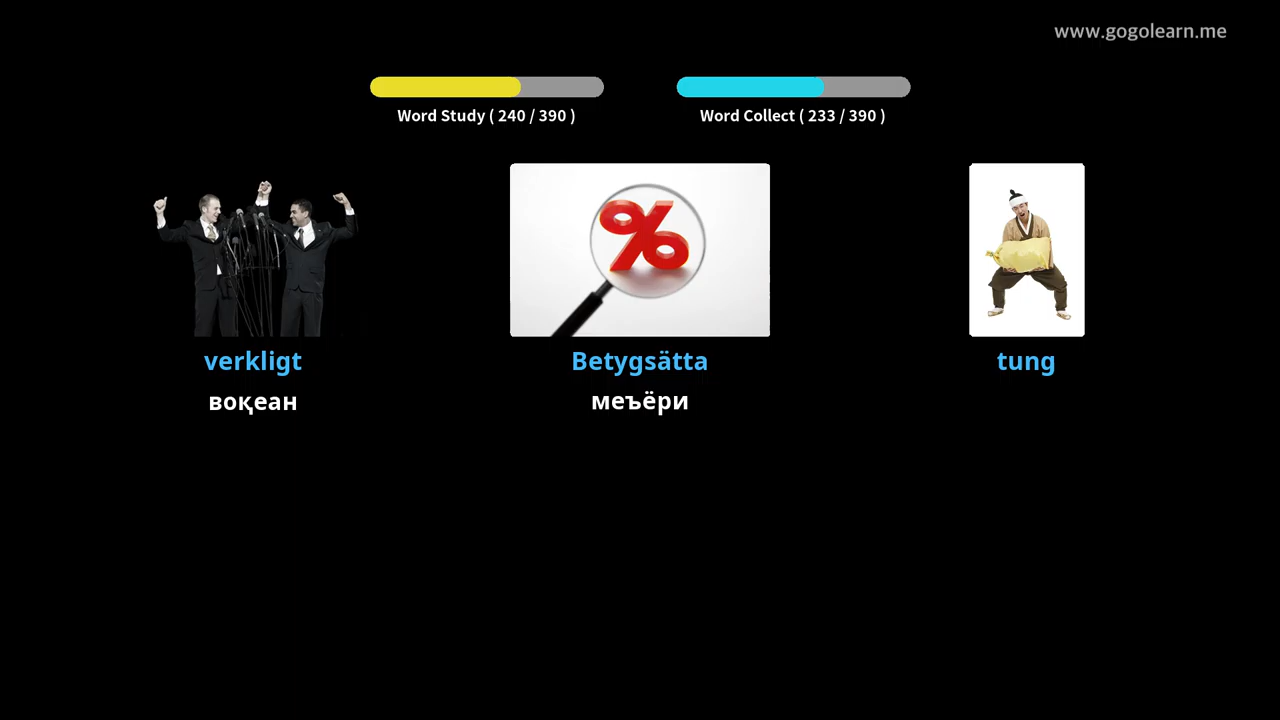 www.gogolearn.me
Word Study ( 240 / 390 )
Word Collect ( 233 / 390 )
%
verkligt
Betygsätta
tung
воқеан
меъёри